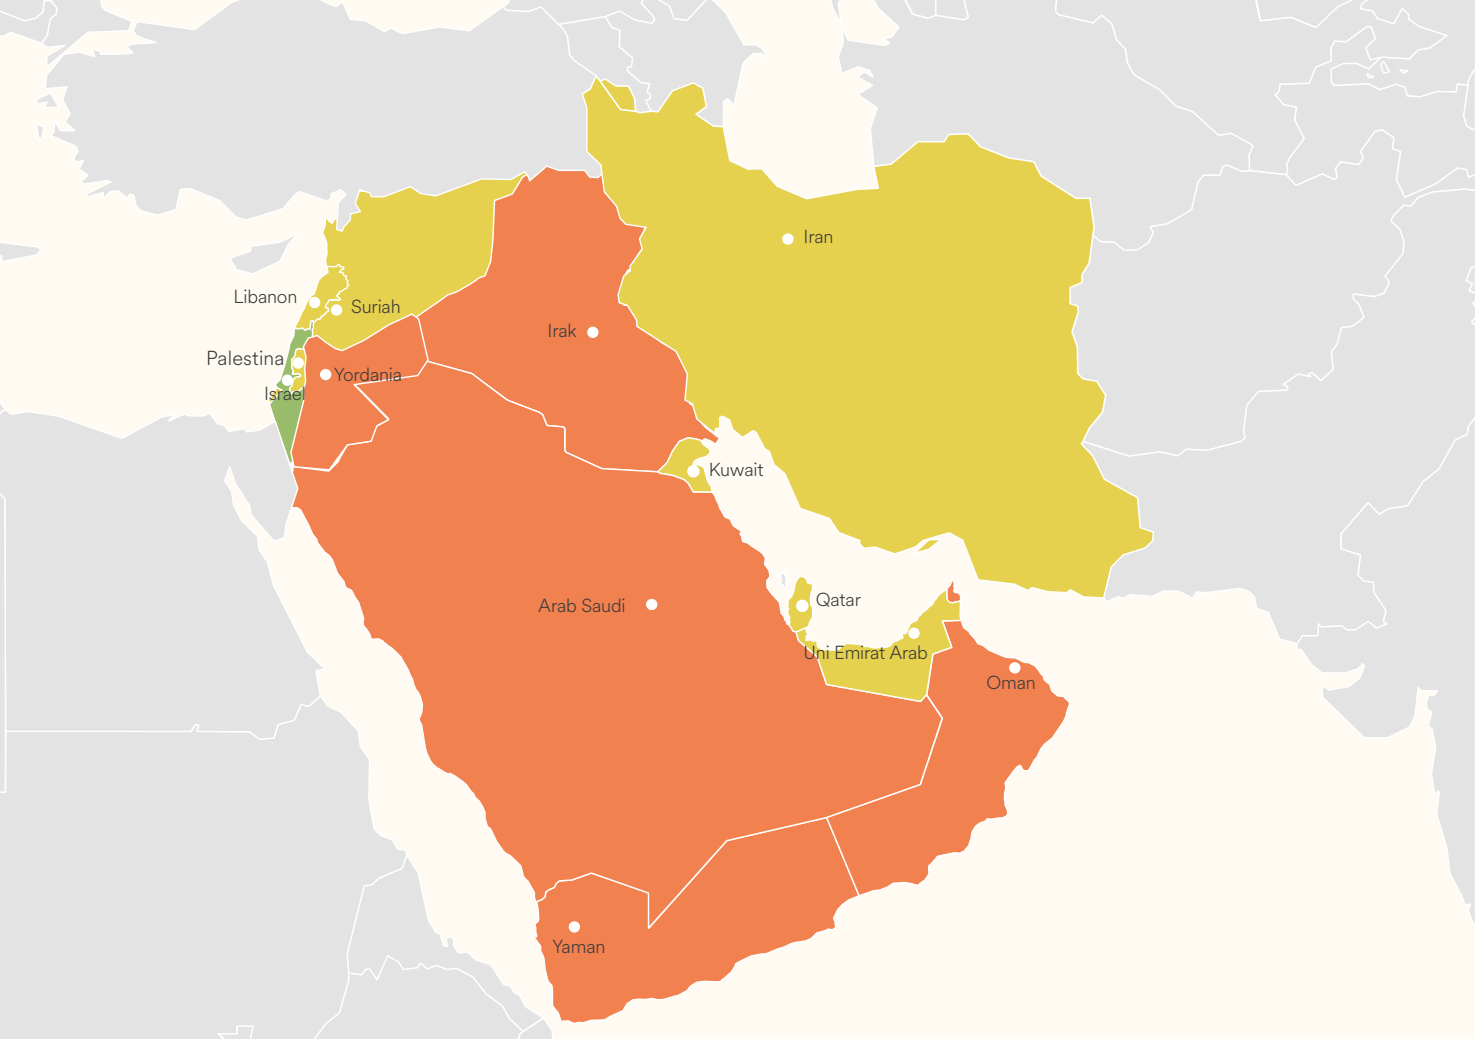 Iran
Libanon
Suriah
Irak
Palestina
Yordania
Israel
Kuwait
Qatar
Arab Saudi
Uni Emirat Arab
Oman
Yaman